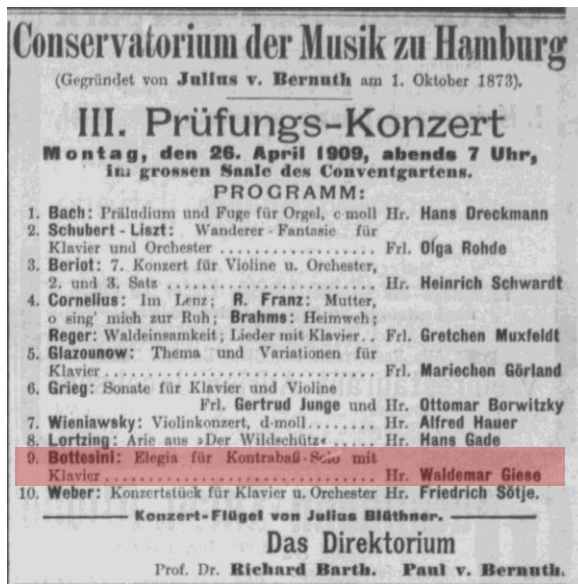 Conservatorium der Musik zu Hamburg
(Gegründet von Julius v. Bernuth am 1. Oktober 1873).
III. Prüfungs-Konzert
Montag, den 26. April 1909, abends 7 Uhr,
im grossen Saale des Conventgartens.
PROGRAMM:
1. Bach: Präludium und Fuge für Orgel, c moll Hr. Hans Dreckmann
2. Schubert-Liszt: Wanderer-Fantasie für
Klavier und Orchester ................ Frl. Olga Rohde
3. Beriot: 7. Konzert für Violine u. Orchester,
2. und 3. Satz ...................... Hr. Heinrich Schwardt
4. Cornelius: Im Lenz; R. Franz: Mutter,
o sing' mich zur Ruh; Brahms: Heimweh;
Reger: Waldeinsamkeit; Lieder mit Klavier.. Frl. Gretchen Muxfeldt
5. Glazounow: Thema und Variationen für
Klavier ............................. Frl. Mariechen Görland
6. Grieg: Sonate für Klavier und Violine
Frl. Gertrud Junge und Hr. Ottomar Borwitzky
7. Wieniawsky: Violinkonzert, d-moll....... Hr. Alfred Hauer
8. Lortzing: Arie aus »Der Wildschütz« ..... Hr. Hans Gade
9. Bottesini: Elegia für Kontrabaß-Solo mit
Klavier............................. Hr. Waldemar Giese
10. Weber: Konzertstück für Klavier u. Orchester Hr. Friedrich Sötje.
Konzert-Flügel von Julius Blüthner.
Das Direktorium
Prof. Dr. Richard Barth. Paul v. Bernuth.